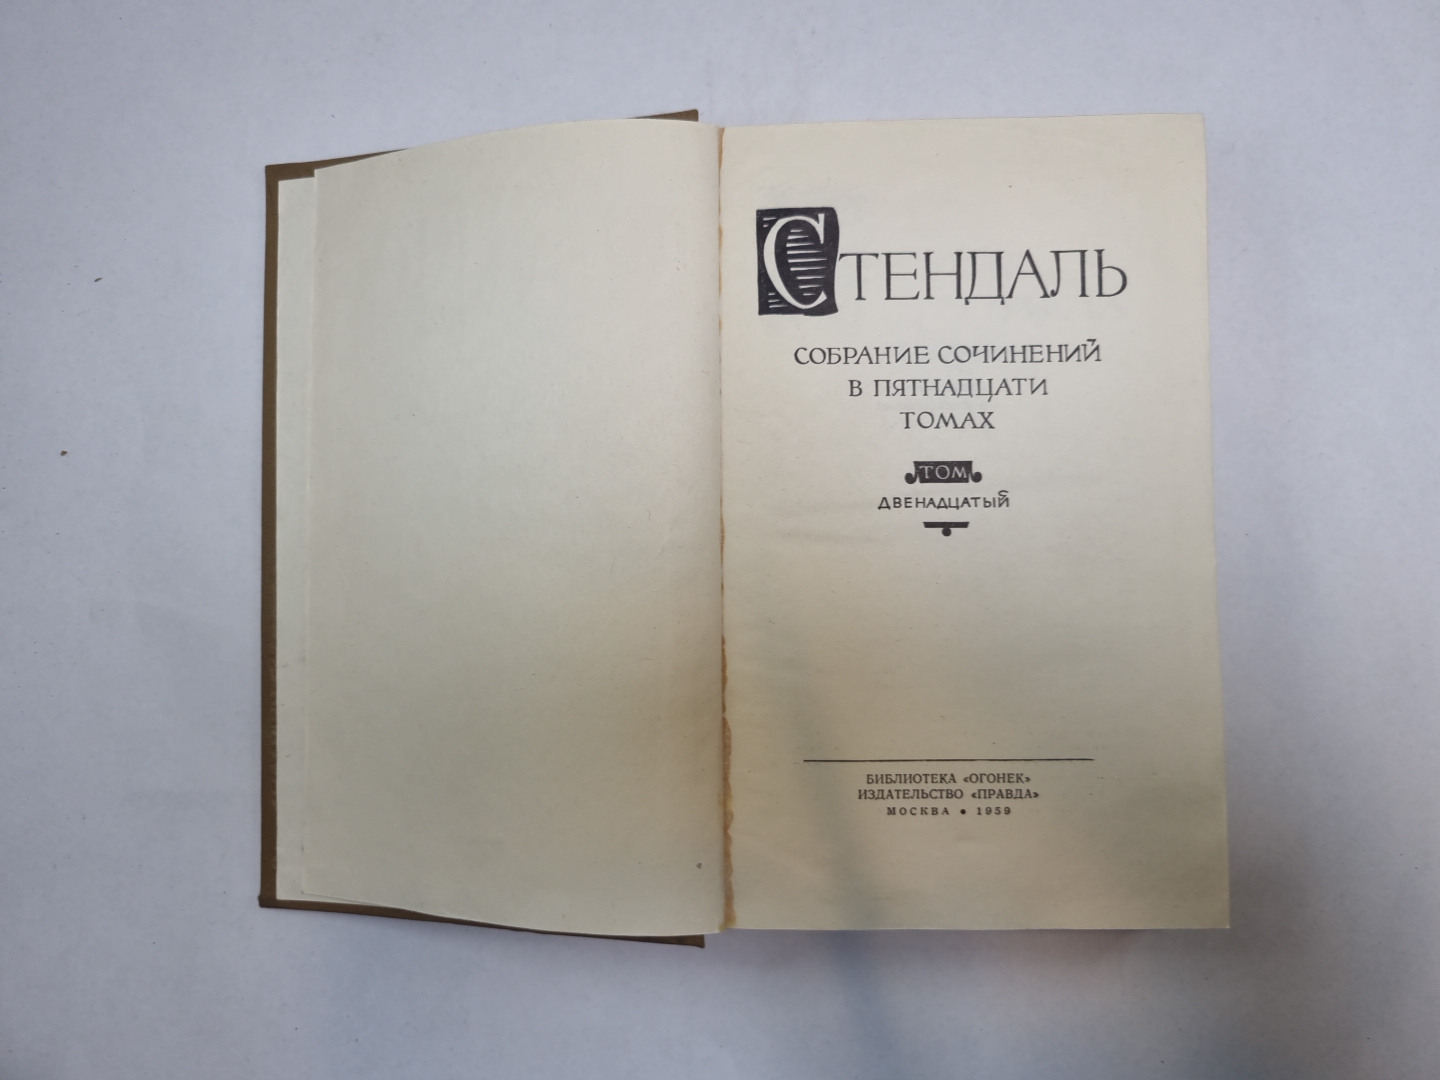 СТЕНДАЛЬ
СОБРАНИЕ СОЧИНЕНИЙ
В ПЯТНАДЦАТИ
ТОМАХ
ТОМ
ДВЕНАДЦАТЫЙ
БИБЛИОТЕКА «ОГОНЕК»
ИЗДАТЕЛЬСТВО «ПРАВДА»
МОСКВА • 1959